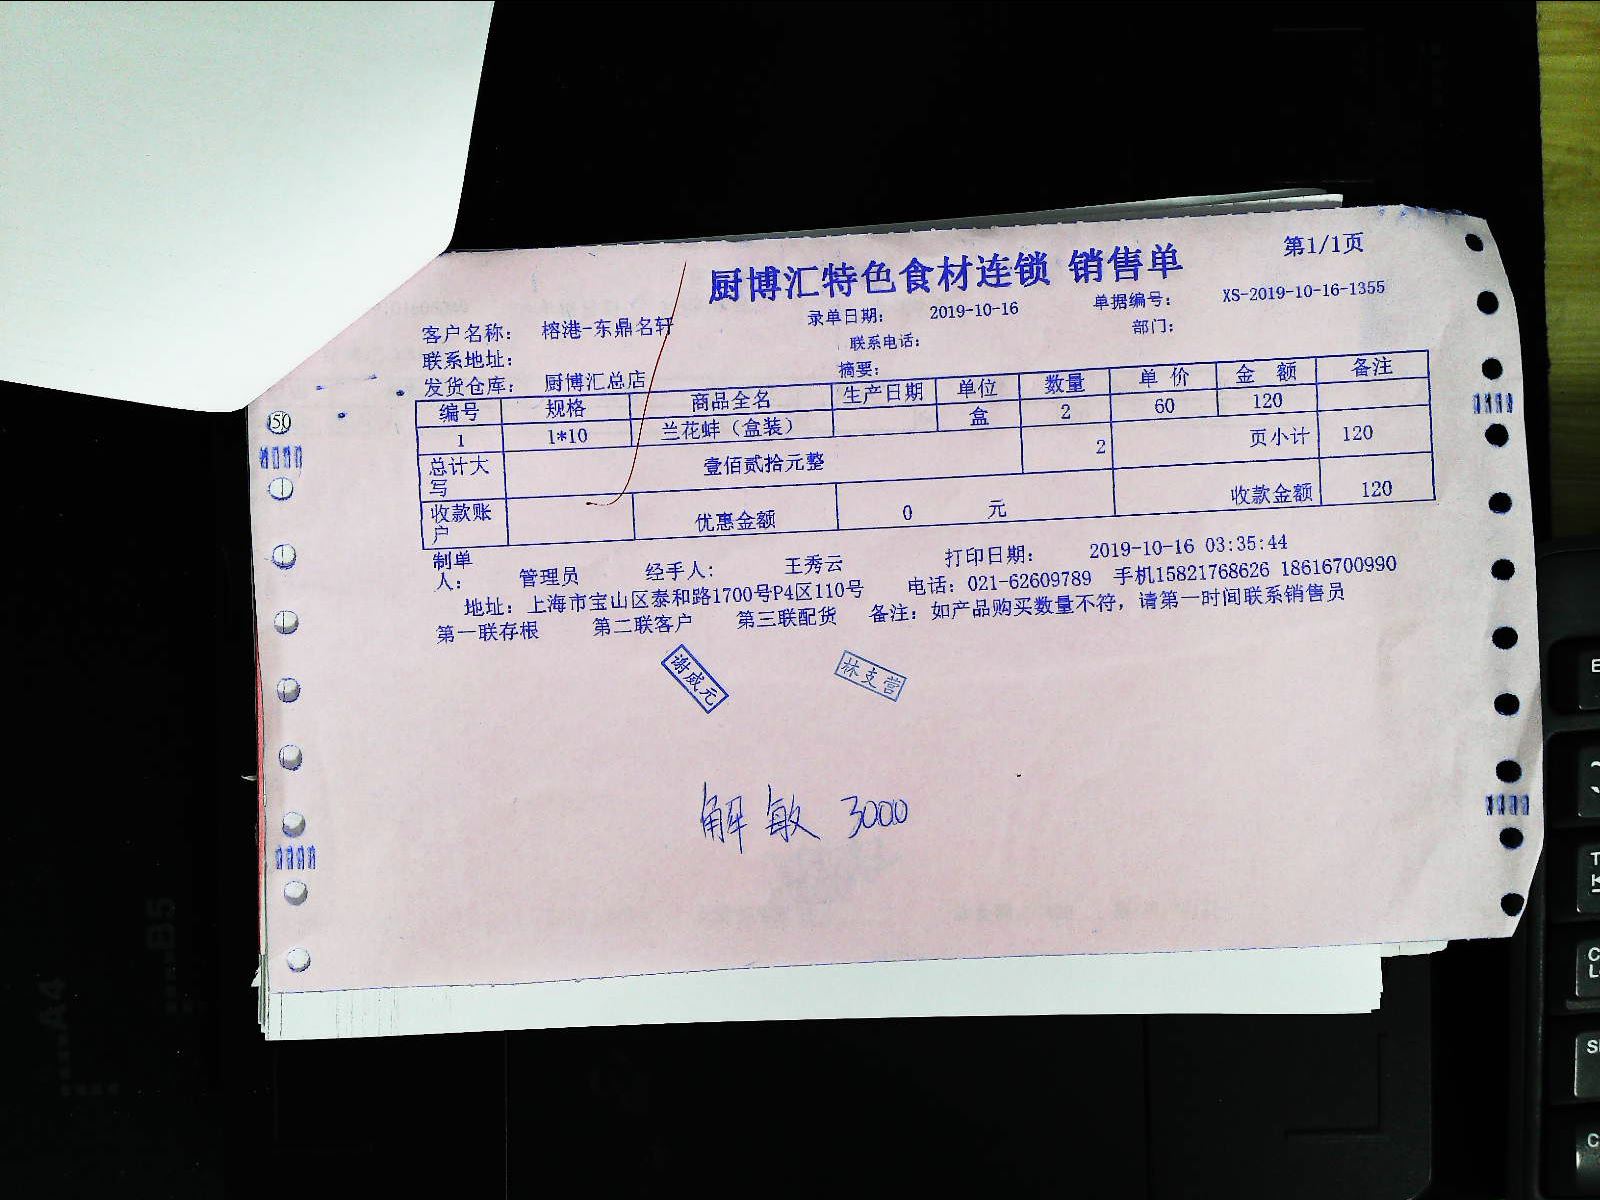 厨博汇特色食材连锁 销售单
第1/1页
客户名称： 榕港-东鼎名轩 录单日期： 2019-10-16 单据编号： XS-2019-10-16-1355
联系地址： 联系电话： 部门：
发货仓库： 厨博汇总店 摘要：
编号 规格 商品全名 生产日期 单位 数量 单价 金额 备注
1 1*10 兰花蚌（盒装） 盒 2 60 120
总计大写 壹佰贰拾元整 2 页小计 120
收款账户 优惠金额 0 元 收款金额 120
制单人： 管理员 经手人： 王秀云 打印日期： 2019-10-16 03:35:44
地址：上海市宝山区泰和路1700号P4区110号 电话：021-62609789 手机15821768626 18616700990
第一联存根 第二联客户 第三联配货 备注：如产品购买数量不符，请第一时间联系销售员
谢威元 林支营
解敏 3000
A4
B5